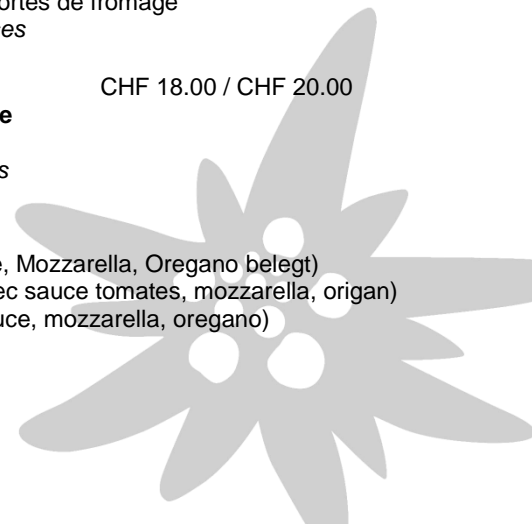 ortes de fromage
es
CHF 18.00 / CHF 20.00
e
s
, Mozzarella, Oregano belegt)
ec sauce tomates, mozzarella, origan)
uce, mozzarella, oregano)